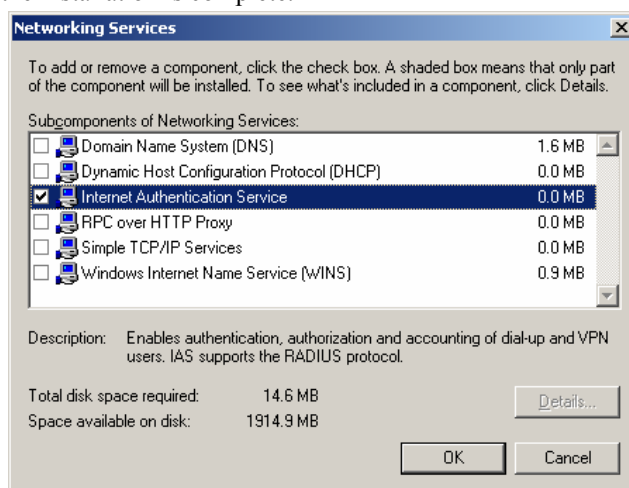 Networking Services
To add or remove a component, click the check box. A shaded box means that only part
of the component will be installed. To see what's included in a component, click Details.
Subcomponents of Networking Services:
Domain Name System (DNS) 1.6 MB
Dynamic Host Configuration Protocol (DHCP) 0.0 MB
Internet Authentication Service 0.0 MB
RPC over HTTP Proxy 0.0 MB
Simple TCP/IP Services 0.0 MB
Windows Internet Name Service (WINS) 0.9 MB
Description: Enables authentication, authorization and accounting of dial-up and VPN
users. IAS supports the RADIUS protocol.
Total disk space required: 14.6 MB
Details...
Space available on disk: 1914.9 MB
OK Cancel